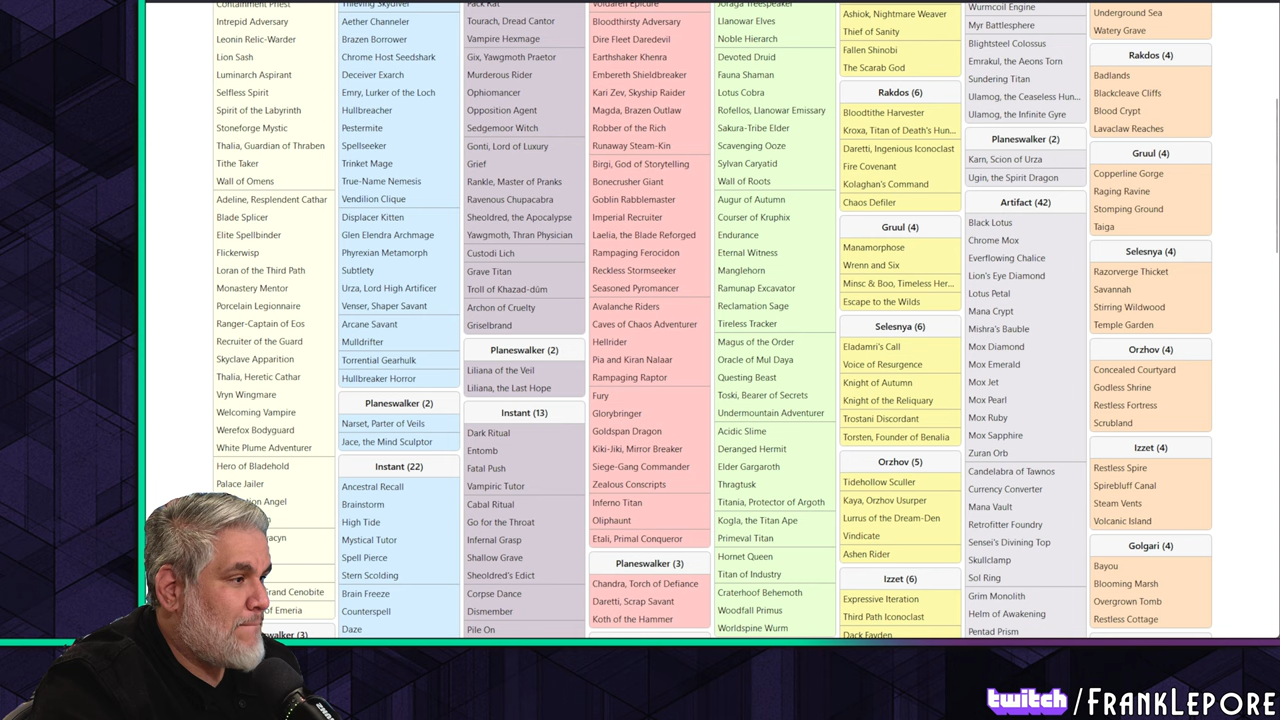 Containment Priest
Intrepid Adversary
Leonin Relic-Warder
Lion Sash
Luminarch Aspirant
Selfless Spirit
Spirit of the Labyrinth
Stoneforge Mystic
Thalia, Guardian of Thraben
Tithe Taker
Wall of Omens
Adeline, Resplendent Cathar
Blade Splicer
Elite Spellbinder
Flickerwisp
Loran of the Third Path
Monastery Mentor
Porcelain Legionnaire
Ranger-Captain of Eos
Recruiter of the Guard
Skyclave Apparition
Thalia, Heretic Cathar
Vryn Wingmare
Welcoming Vampire
Werefox Bodyguard
White Plume Adventurer
Hero of Bladehold
Palace Jailer
Angel
Grand Cenobite
of Emeria
(3)
Thieving Skydiver
Aether Channeler
Brazen Borrower
Chrome Host Seedshark
Deceiver Exarch
Emry, Lurker of the Loch
Hullbreacher
Pestermite
Spellseeker
Trinket Mage
True-Name Nemesis
Vendilion Clique
Displacer Kitten
Glen Elendra Archmage
Phyrexian Metamorph
Subtlety
Urza, Lord High Artificer
Venser, Shaper Savant
Arcane Savant
Mulldrifter
Torrential Gearhulk
Hullbreaker Horror
Planeswalker (2)
Narset, Parter of Veils
Jace, the Mind Sculptor
Instant (22)
Ancestral Recall
Brainstorm
High Tide
Mystical Tutor
Spell Pierce
Stern Scolding
Brain Freeze
Counterspell
Daze
Pack Rat
Tourach, Dread Cantor
Vampire Hexmage
Gix, Yawgmoth Praetor
Murderous Rider
Ophiomancer
Opposition Agent
Sedgemoor Witch
Gonti, Lord of Luxury
Grief
Rankle, Master of Pranks
Ravenous Chupacabra
Sheoldred, the Apocalypse
Yawgmoth, Thran Physician
Custodi Lich
Grave Titan
Troll of Khazad-dûm
Archon of Cruelty
Griselbrand
Planeswalker (2)
Liliana of the Veil
Liliana, the Last Hope
Instant (13)
Dark Ritual
Entomb
Fatal Push
Vampiric Tutor
Cabal Ritual
Go for the Throat
Infernal Grasp
Shallow Grave
Sheoldred's Edict
Corpse Dance
Dismember
Pile On
Voldaren Epicure
Bloodthirsty Adversary
Dire Fleet Daredevil
Earthshaker Khenra
Embereth Shieldbreaker
Kari Zev, Skyship Raider
Magda, Brazen Outlaw
Robber of the Rich
Runaway Steam-Kin
Birgi, God of Storytelling
Bonecrusher Giant
Goblin Rabblemaster
Imperial Recruiter
Laelia, the Blade Reforged
Rampaging Ferocidon
Reckless Stormseeker
Seasoned Pyromancer
Avalanche Riders
Caves of Chaos Adventurer
Hellrider
Pia and Kiran Nalaar
Rampaging Raptor
Fury
Glorybringer
Goldspan Dragon
Kiki-Jiki, Mirror Breaker
Siege-Gang Commander
Zealous Conscripts
Inferno Titan
Oliphaunt
Etali, Primal Conqueror
Planeswalker (3)
Chandra, Torch of Defiance
Daretti, Scrap Savant
Koth of the Hammer
Joraga Treespeaker
Llanowar Elves
Noble Hierarch
Devoted Druid
Fauna Shaman
Lotus Cobra
Rofellos, Llanowar Emissary
Sakura-Tribe Elder
Scavenging Ooze
Sylvan Caryatid
Wall of Roots
Augur of Autumn
Courser of Kruphix
Endurance
Eternal Witness
Manglehorn
Ramunap Excavator
Reclamation Sage
Tireless Tracker
Magus of the Order
Oracle of Mul Daya
Questing Beast
Toski, Bearer of Secrets
Undermountain Adventurer
Acidic Slime
Deranged Hermit
Elder Gargaroth
Thragtusk
Titania, Protector of Argoth
Kogla, the Titan Ape
Primeval Titan
Hornet Queen
Titan of Industry
Craterhoof Behemoth
Woodfall Primus
Worldspine Wurm
Ashiok, Nightmare Weaver
Thief of Sanity
Fallen Shinobi
The Scarab God
Rakdos (6)
Bloodtithe Harvester
Kroxa, Titan of Death's Hun...
Daretti, Ingenious Iconoclast
Fire Covenant
Kolaghan's Command
Chaos Defiler
Gruul (4)
Manamorphose
Wrenn and Six
Minsc & Boo, Timeless Her...
Escape to the Wilds
Selesnya (6)
Eladamri's Call
Voice of Resurgence
Knight of Autumn
Knight of the Reliquary
Trostani Discordant
Torsten, Founder of Benalia
Orzhov (5)
Tidehollow Sculler
Kaya, Orzhov Usurper
Lurrus of the Dream-Den
Vindicate
Ashen Rider
Izzet (6)
Expressive Iteration
Third Path Iconoclast
Dack Fayden
Wurmcoil Engine
Myr Battlesphere
Blightsteel Colossus
Emrakul, the Aeons Torn
Sundering Titan
Ulamog, the Ceaseless Hun...
Ulamog, the Infinite Gyre
Planeswalker (2)
Karn, Scion of Urza
Ugin, the Spirit Dragon
Artifact (42)
Black Lotus
Chrome Mox
Everflowing Chalice
Lion's Eye Diamond
Lotus Petal
Mana Crypt
Mishra's Bauble
Mox Diamond
Mox Emerald
Mox Jet
Mox Pearl
Mox Ruby
Mox Sapphire
Zuran Orb
Candelabra of Tawnos
Currency Converter
Mana Vault
Retrofitter Foundry
Sensei's Divining Top
Skullclamp
Sol Ring
Grim Monolith
Helm of Awakening
Pentad Prism
Underground Sea
Watery Grave
Rakdos (4)
Badlands
Blackcleave Cliffs
Blood Crypt
Lavaclaw Reaches
Gruul (4)
Copperline Gorge
Raging Ravine
Stomping Ground
Taiga
Selesnya (4)
Razorverge Thicket
Savannah
Stirring Wildwood
Temple Garden
Orzhov (4)
Concealed Courtyard
Godless Shrine
Restless Fortress
Scrubland
Izzet (4)
Restless Spire
Spirebluff Canal
Steam Vents
Volcanic Island
Golgari (4)
Bayou
Blooming Marsh
Overgrown Tomb
Restless Cottage
twitch/FRANKLEPORE